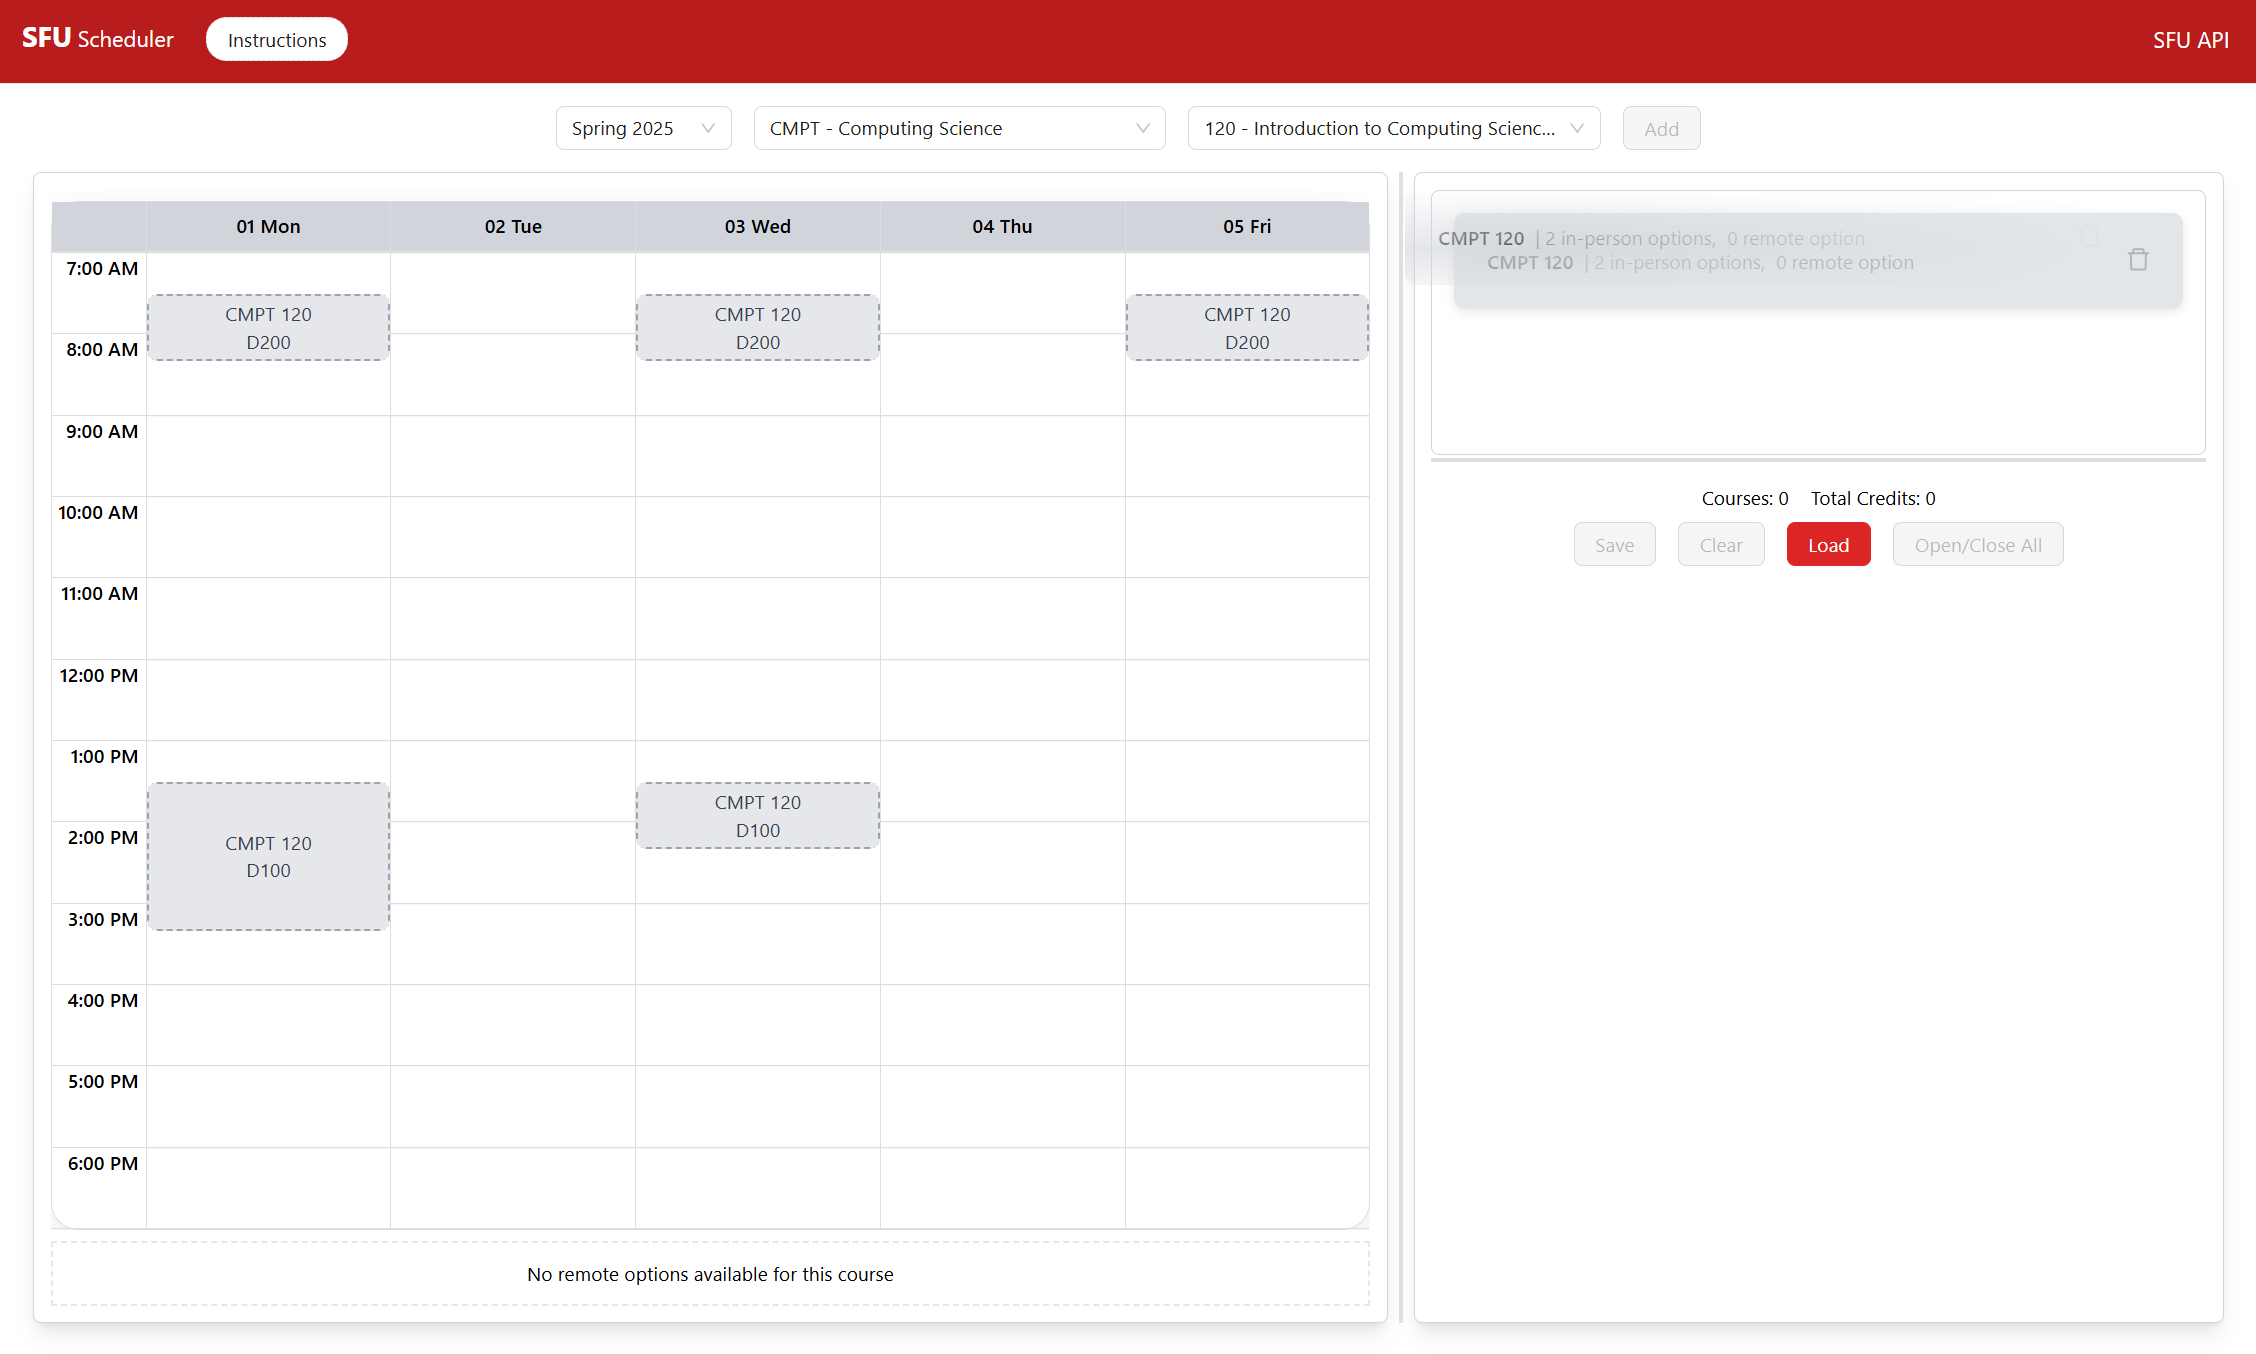 SFU Scheduler
Instructions
SFU API
Spring 2025
CMPT - Computing Science
120 - Introduction to Computing Scienc...
Add
01 Mon
02 Tue
03 Wed
04 Thu
05 Fri
7:00 AM
CMPT 120
D200
CMPT 120
D200
CMPT 120
D200
8:00 AM
9:00 AM
10:00 AM
11:00 AM
12:00 PM
1:00 PM
CMPT 120
D100
CMPT 120
D100
2:00 PM
3:00 PM
4:00 PM
5:00 PM
6:00 PM
No remote options available for this course
CMPT 120 | 2 in-person options, 0 remote option
CMPT 120 | 2 in-person options, 0 remote option
Courses: 0 Total Credits: 0
Save
Clear
Load
Open/Close All